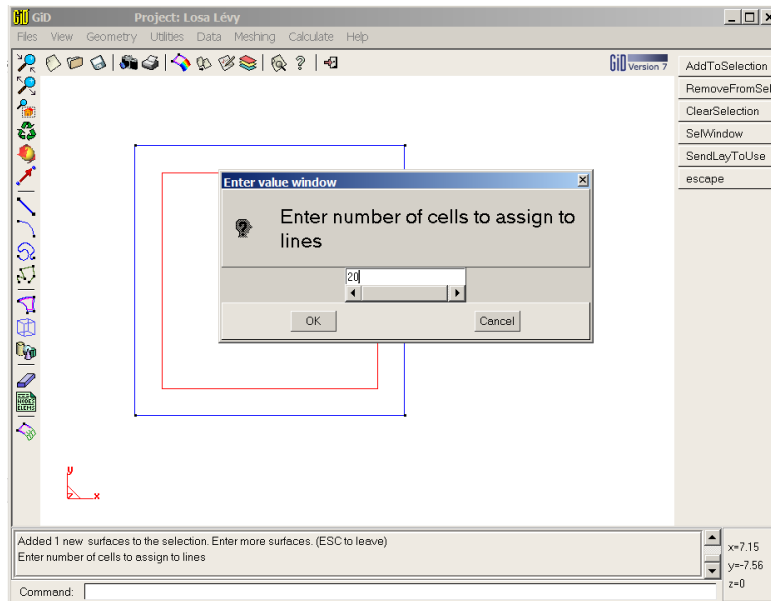 GiD GiD Project: Losa Lévy
Files View Geometry Utilities Data Meshing Calculate Help
GiD Version 7
AddToSelection
RemoveFromSel
ClearSelection
SelWindow
SendLayToUse
escape
Enter value window
Enter number of cells to assign to
lines
20
OK Cancel
NODES
ELEMS
y
z x
Added 1 new surfaces to the selection. Enter more surfaces. (ESC to leave)
Enter number of cells to assign to lines
x=7.15
y=-7.56
z=0
Command: